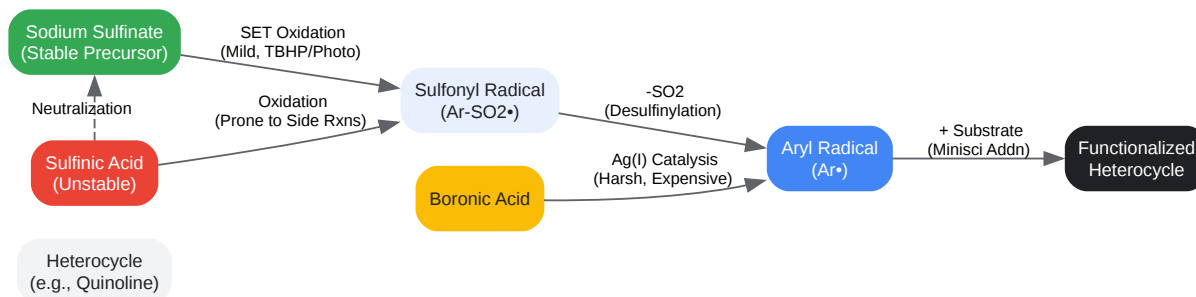 Sodium Sulfinate
(Stable Precursor)
SET Oxidation
(Mild, TBHP/Photo)
Neutralization
Oxidation
(Prone to Side Rxns)
Sulfinic Acid
(Unstable)
Sulfonyl Radical
(Ar-SO2•)
-SO2
(Desulfinylation)
Boronic Acid
Ag(I) Catalysis
(Harsh, Expensive)
Aryl Radical
(Ar•)
+ Substrate
(Minisci Addn)
Functionalized
Heterocycle
Heterocycle
(e.g., Quinoline)